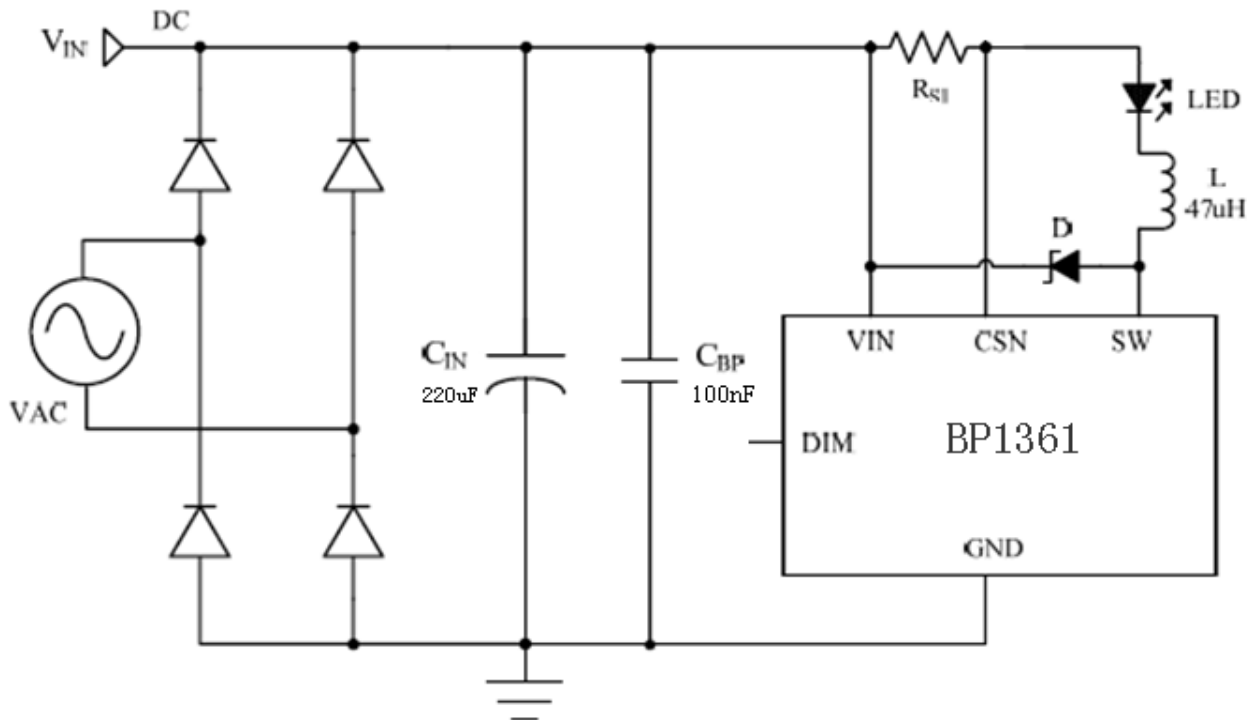 DC
VIN
RS1
LED
L
47uH
D
VAC
CIN
220uF
CBP
100nF
VIN
CSN
SW
DIM
BP1361
GND